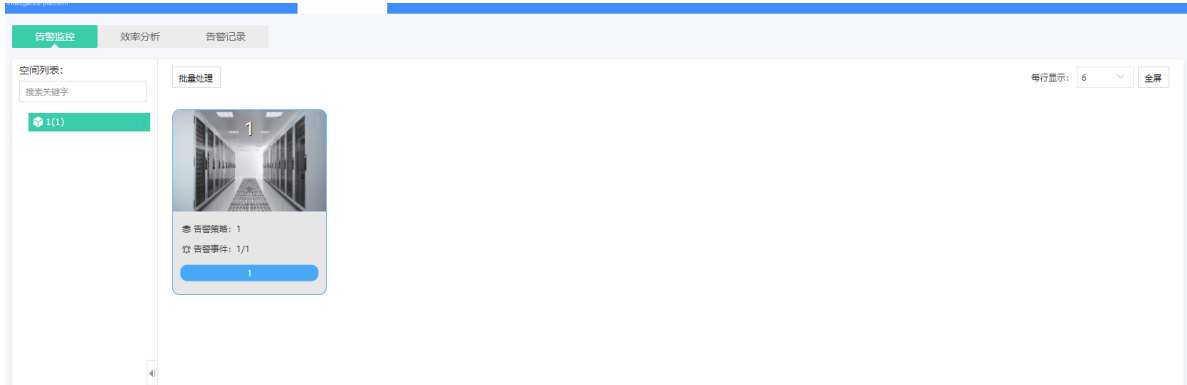 告警监控 效率分析 告警记录
空间列表：
搜索关键字
1(1)
批量处理
每行显示： 6 全屏
1
告警策略：1
告警事件：1/1
1